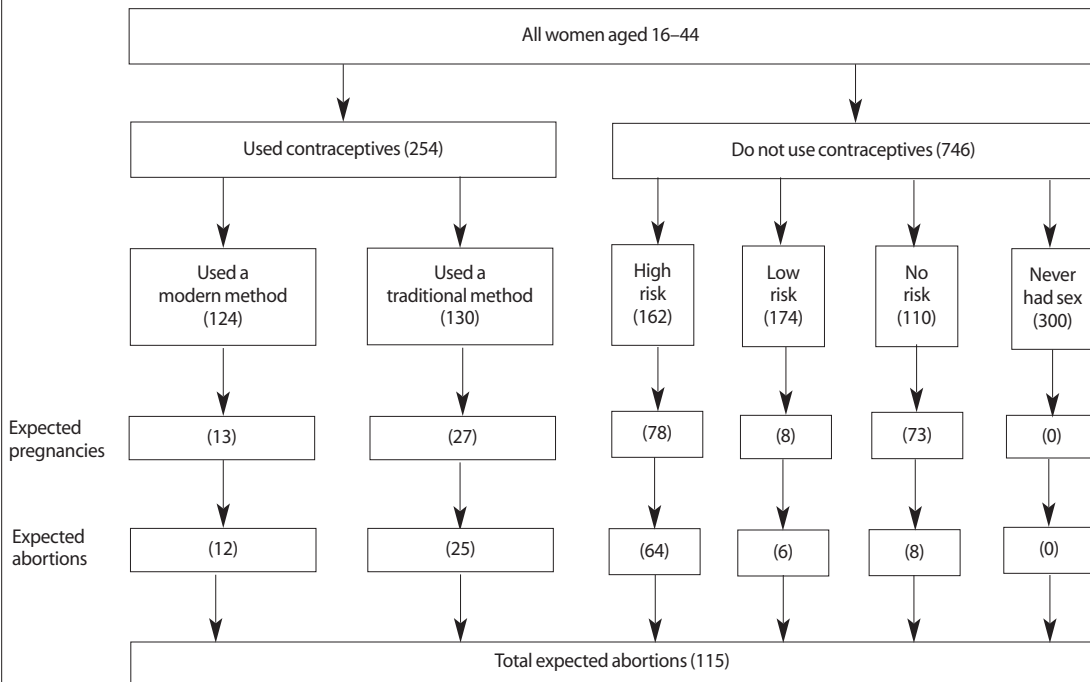 All women aged 16–44
Used contraceptives (254)
Do not use contraceptives (746)
Used a
modern method
(124)
Used a
traditional method
(130)
High
risk
(162)
Low
risk
(174)
No
risk
(110)
Never
had sex
(300)
Expected
pregnancies
(13)
(27)
(78)
(8)
(73)
(0)
Expected
abortions
(12)
(25)
(64)
(6)
(8)
(0)
Total expected abortions (115)